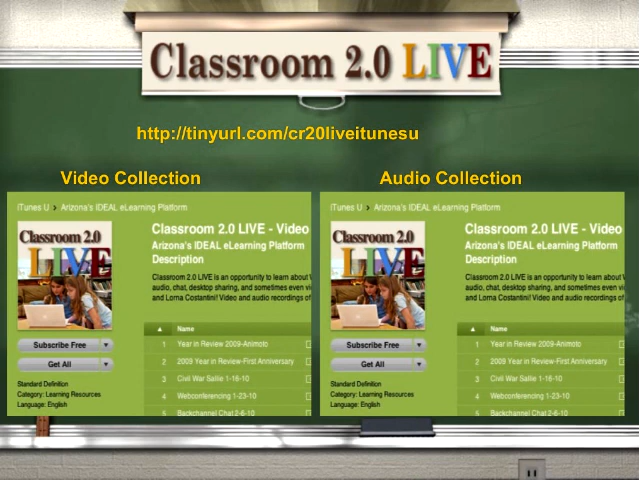 Classroom 2.0 LIVE
http://tinyurl.com/cr20liveitunesu
Video Collection
iTunes U > Arizona's IDEAL eLearning Platform
Classroom 2.0
LIVE
Subscribe Free
Get All
Standard Definition
Category: Learning Resources
Language: English
Classroom 2.0 LIVE - Video
Arizona's IDEAL eLearning Platform
Description
Classroom 2.0 LIVE is an opportunity to learn about
audio, chat, desktop sharing, and sometimes even
and Lorna Costantini! Video and audio recordings of
Name
1 Year in Review 2009-Animoto
2 2009 Year in Review-First Anniversary
3 Civil War Sallie 1-16-10
4 Webconferencing 1-23-10
5 Backchannel Chat 2-6-10
Audio Collection
iTunes U > Arizona's IDEAL eLearning Platform
Classroom 2.0
LIVE
Subscribe Free
Get All
Standard Definition
Category: Learning Resources
Language: English
Classroom 2.0 LIVE - Video
Arizona's IDEAL eLearning Platform
Description
Classroom 2.0 LIVE is an opportunity to learn about
audio, chat, desktop sharing, and sometimes even
and Lorna Costantini! Video and audio recordings of
Name
1 Year in Review 2009-Animoto
2 2009 Year in Review-First Anniversary
3 Civil War Sallie 1-16-10
4 Webconferencing 1-23-10
5 Backchannel Chat 2-6-10